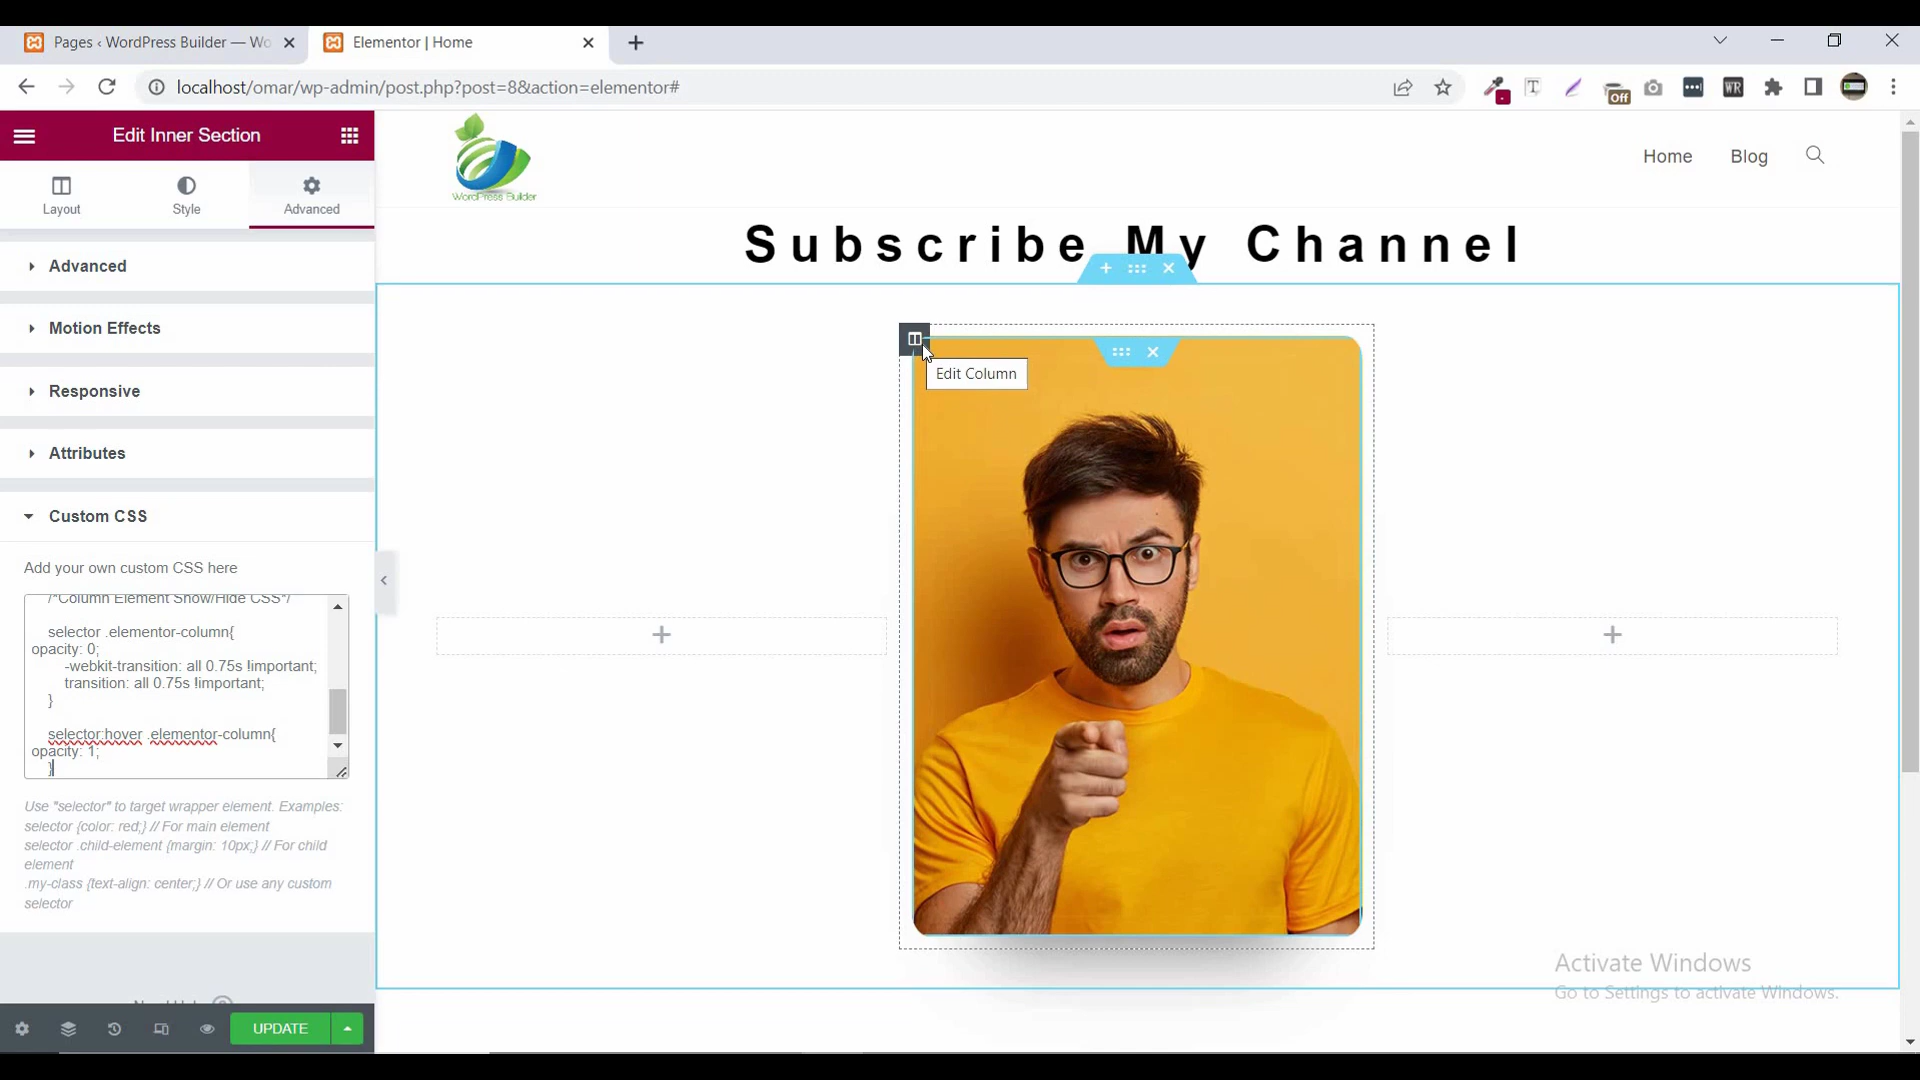 Pages ‹ WordPress Builder — Wo
Elementor | Home
localhost/omar/wp-admin/post.php?post=8&action=elementor#
Off
WR
Edit Inner Section
Layout
Style
Advanced
Advanced
Motion Effects
Responsive
Attributes
Custom CSS
Add your own custom CSS here
/*Column Element Show/Hide CSS*/
selector .elementor-column{
opacity: 0;
-webkit-transition: all 0.75s !important;
transition: all 0.75s !important;
}
selector:hover .elementor-column{
opacity: 1;
}
Use "selector" to target wrapper element. Examples:
selector {color: red;} // For main element
selector .child-element {margin: 10px;} // For child
element
.my-class {text-align: center;} // Or use any custom
selector
UPDATE
WordPress Builder
Home
Blog
Subscribe My Channel
Edit Column
Activate Windows
Go to Settings to activate Windows.